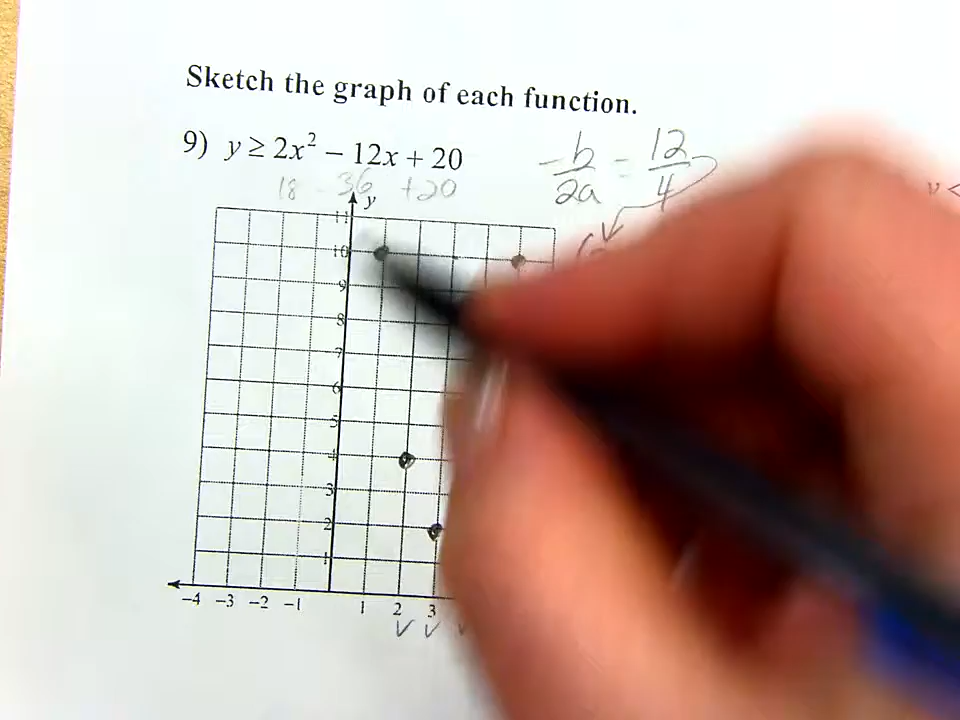 Sketch the graph of each function.
9) y ≥ 2x² − 12x + 20
18 - 36 +20
-b/2a = 12/4
y
11
10
9
8
7
6
5
4
3
2
1
−4 −3 −2 −1 1 2 3